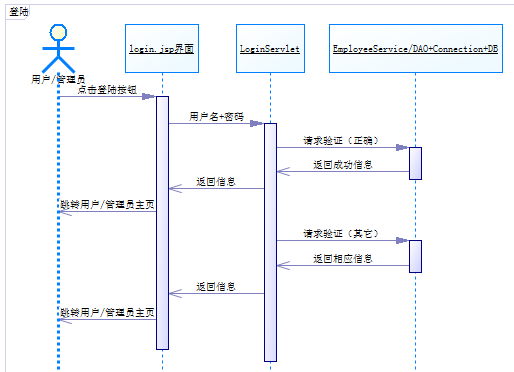 登陆
login.jsp界面
LoginServlet
EmployeeService/DAO+Connection+DB
用户/管理员
点击登陆按钮
用户名+密码
请求验证（正确）
返回成功信息
返回信息
跳转用户/管理员主页
请求验证（其它）
返回相应信息
返回信息
跳转用户/管理员主页